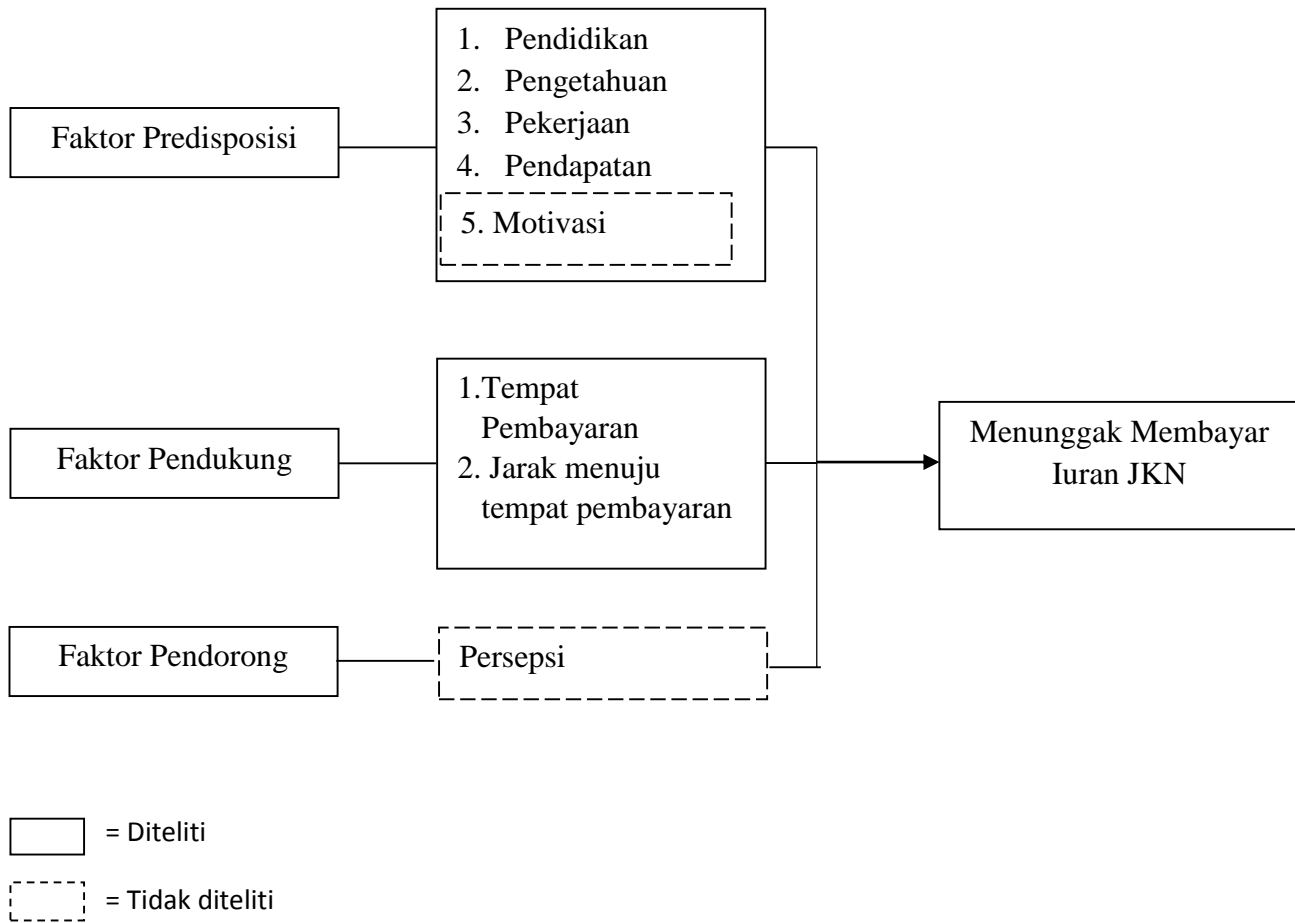 Faktor Predisposisi
1. Pendidikan
2. Pengetahuan
3. Pekerjaan
4. Pendapatan
5. Motivasi
Faktor Pendukung
1.Tempat
Pembayaran
2. Jarak menuju
tempat pembayaran
Menunggak Membayar
Iuran JKN
Faktor Pendorong
Persepsi
= Diteliti
= Tidak diteliti